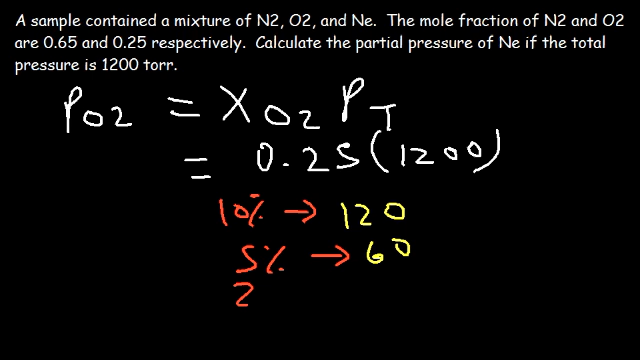 A sample contained a mixture of N2, O2, and Ne. The mole fraction of N2 and O2
are 0.65 and 0.25 respectively. Calculate the partial pressure of Ne if the total
pressure is 1200 torr.
PO2 = XO2 PT
= 0.25(1200)
10% → 120
5% → 60
2